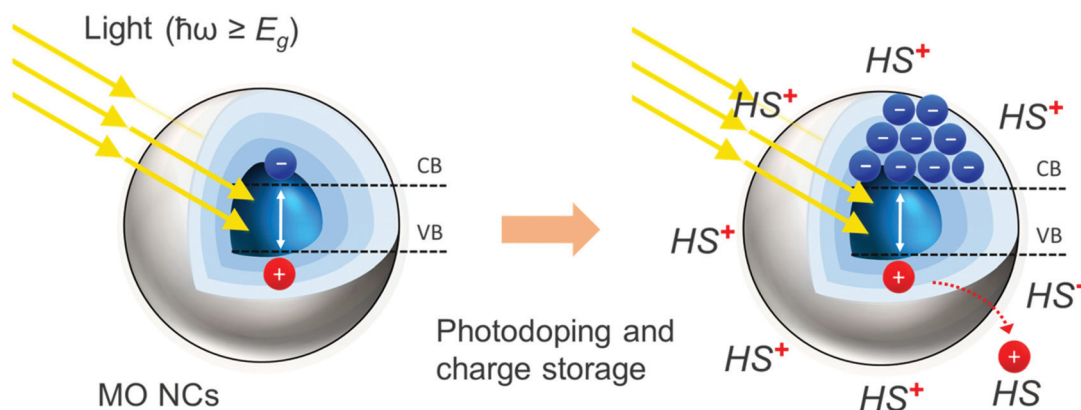 Light (ħω ≥ E_g)
−
CB
VB
+
MO NCs
Photodoping and
charge storage
HS⁺
HS⁺
HS⁺
− −
− − −
− − − −
CB
HS⁺
VB
+
HS⁺
+
HS⁺
HS
HS⁺